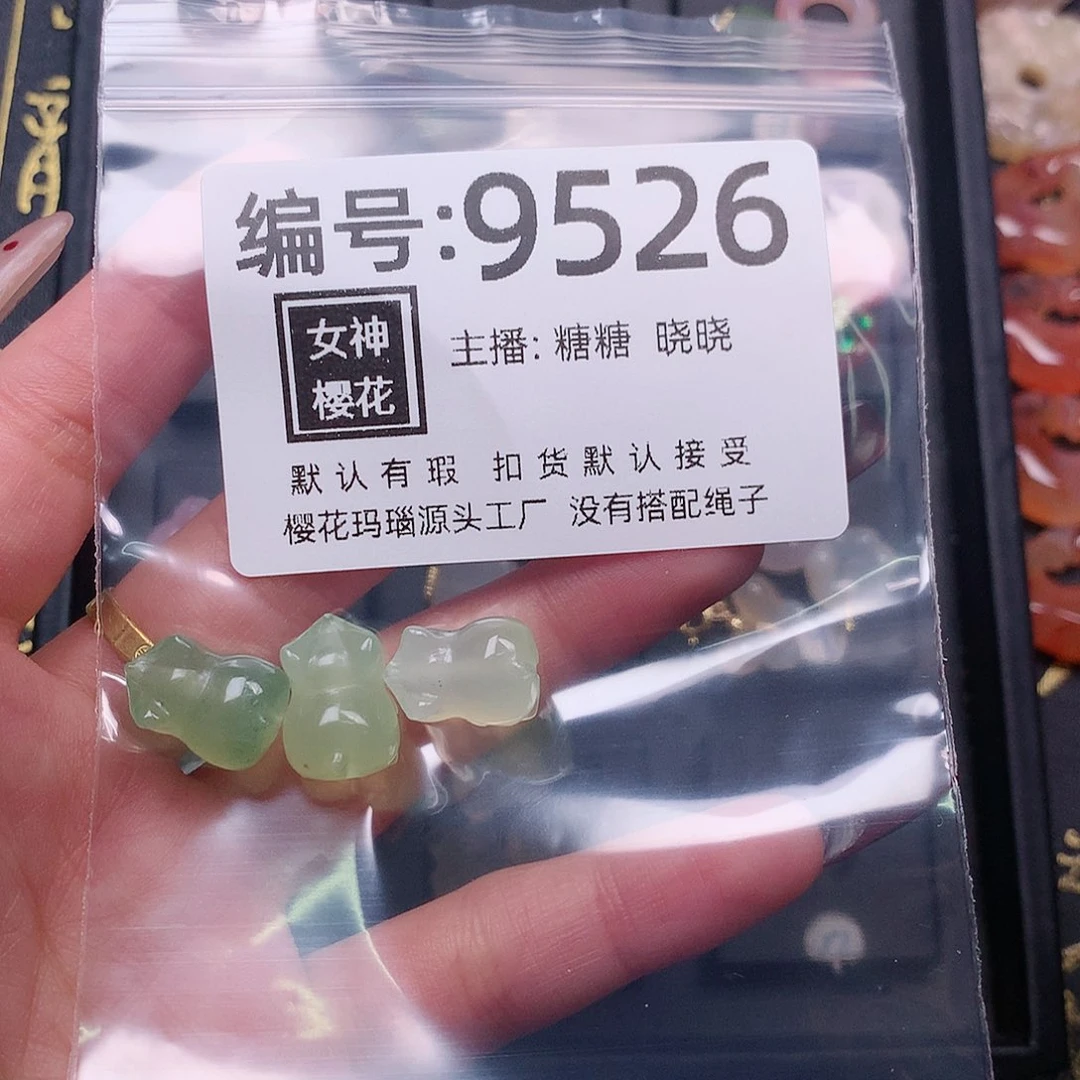 编号:9526
女神
樱花
主播: 糖糖 晓晓
默认有瑕 扣货默认接受
樱花玛瑙源头工厂 没有搭配绳子